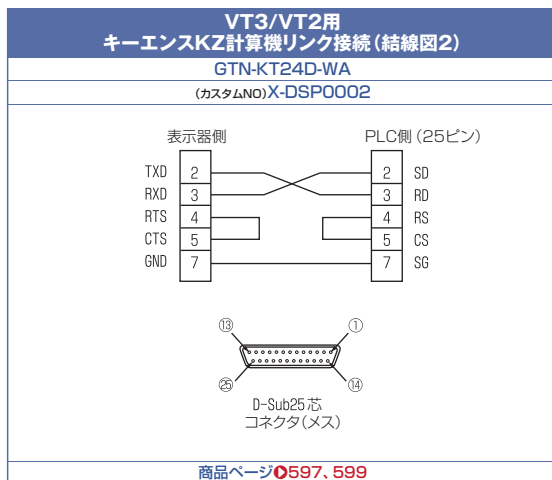 VT3/VT2用
キーエンスKZ計算機リンク接続(結線図2)
GTN-KT24D-WA
(カスタムNO)X-DSP0002
表示器側 PLC側(25ピン)
TXD 2 2 SD
RXD 3 3 RD
RTS 4 4 RS
CTS 5 5 CS
GND 7 7 SG
⑬ ①
㉕ ⑭
D-Sub25芯
コネクタ(メス)
商品ページ597、599